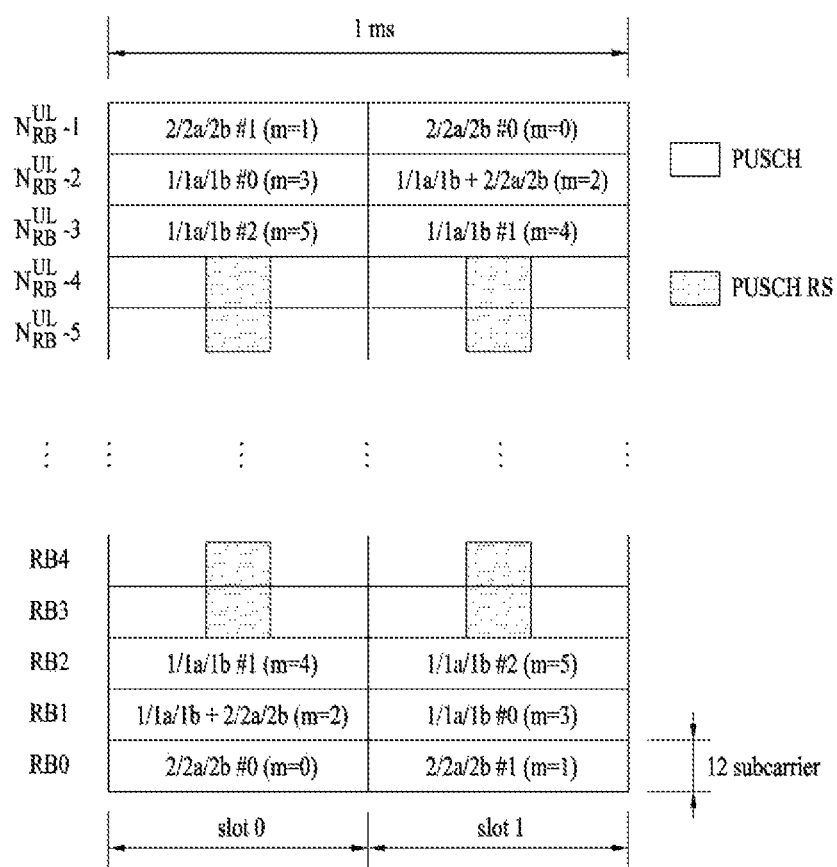 1 ms
N_RB^UL -1 2/2a/2b #1 (m=1) 2/2a/2b #0 (m=0)
N_RB^UL -2 1/1a/1b #0 (m=3) 1/1a/1b + 2/2a/2b (m=2)
N_RB^UL -3 1/1a/1b #2 (m=5) 1/1a/1b #1 (m=4)
N_RB^UL -4
N_RB^UL -5
PUSCH
PUSCH RS
RB4
RB3
RB2 1/1a/1b #1 (m=4) 1/1a/1b #2 (m=5)
RB1 1/1a/1b + 2/2a/2b (m=2) 1/1a/1b #0 (m=3)
RB0 2/2a/2b #0 (m=0) 2/2a/2b #1 (m=1)
12 subcarrier
slot 0 slot 1